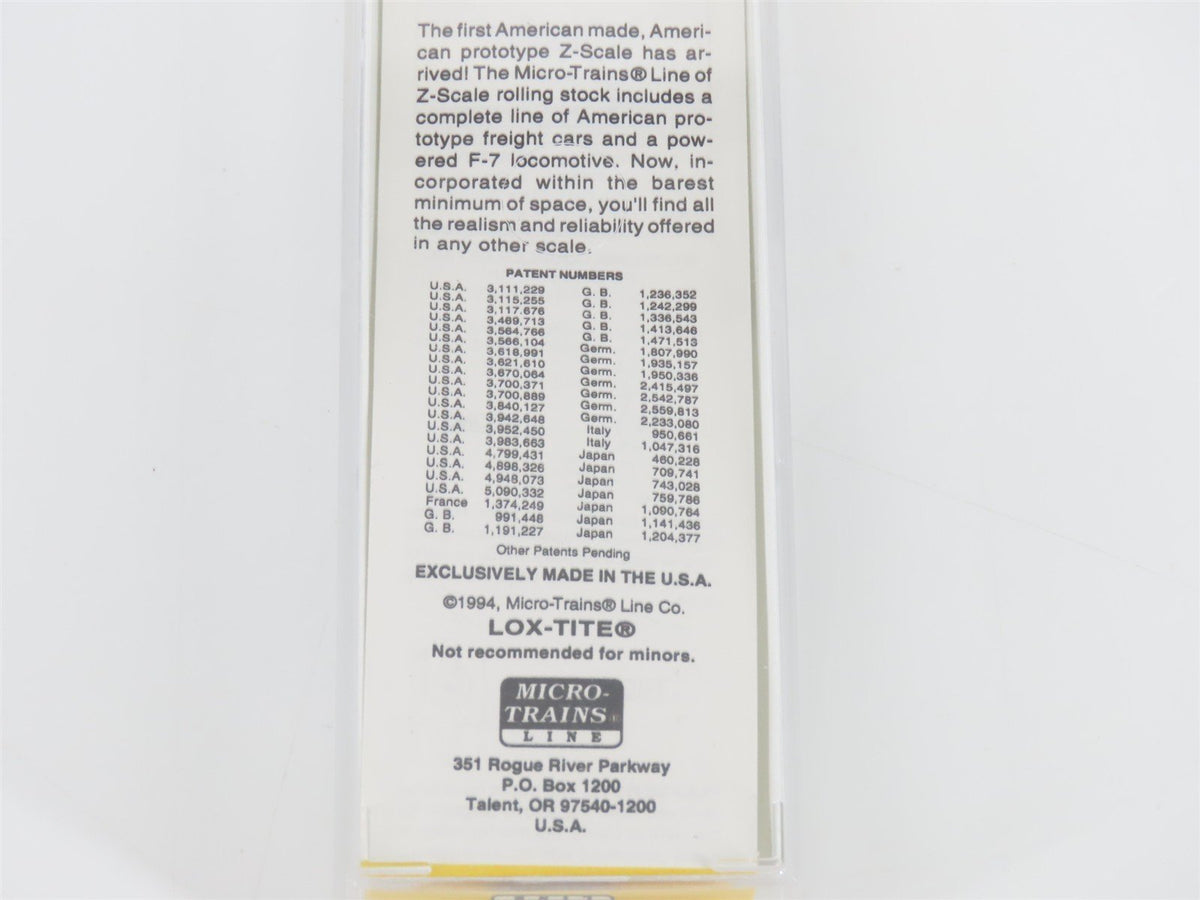 The first American made, Ameri-
can prototype Z-Scale has ar-
rived! The Micro-Trains® Line of
Z-Scale rolling stock includes a
complete line of American pro-
totype freight cars and a pow-
ered F-7 locomotive. Now, in-
corporated within the barest
minimum of space, you'll find all
the realism and reliability offered
in any other scale.
PATENT NUMBERS
U.S.A. 3,111,229
U.S.A. 3,115,255
U.S.A. 3,117,676
U.S.A. 3,469,713
U.S.A. 3,564,766
U.S.A. 3,566,104
U.S.A. 3,618,991
U.S.A. 3,621,610
U.S.A. 3,670,064
U.S.A. 3,700,371
U.S.A. 3,700,889
U.S.A. 3,840,127
U.S.A. 3,942,648
U.S.A. 3,952,450
U.S.A. 3,983,663
U.S.A. 4,799,431
U.S.A. 4,898,326
U.S.A. 4,948,073
U.S.A. 5,090,332
France 1,374,249
G. B. 991,448
G. B. 1,191,227
G. B. 1,236,352
G. B. 1,242,299
G. B. 1,336,543
G. B. 1,413,646
G. B. 1,471,513
Germ. 1,807,990
Germ. 1,935,157
Germ. 1,950,336
Germ. 2,415,497
Germ. 2,542,787
Germ. 2,559,813
Germ. 2,233,080
Italy 950,661
Italy 1,047,316
Japan 460,228
Japan 709,741
Japan 743,028
Japan 759,786
Japan 1,090,764
Japan 1,141,436
Japan 1,204,377
Other Patents Pending
EXCLUSIVELY MADE IN THE U.S.A.
©1994, Micro-Trains® Line Co.
LOX-TITE®
Not recommended for minors.
MICRO-
TRAINS®
LINE
351 Rogue River Parkway
P.O. Box 1200
Talent, OR 97540-1200
U.S.A.